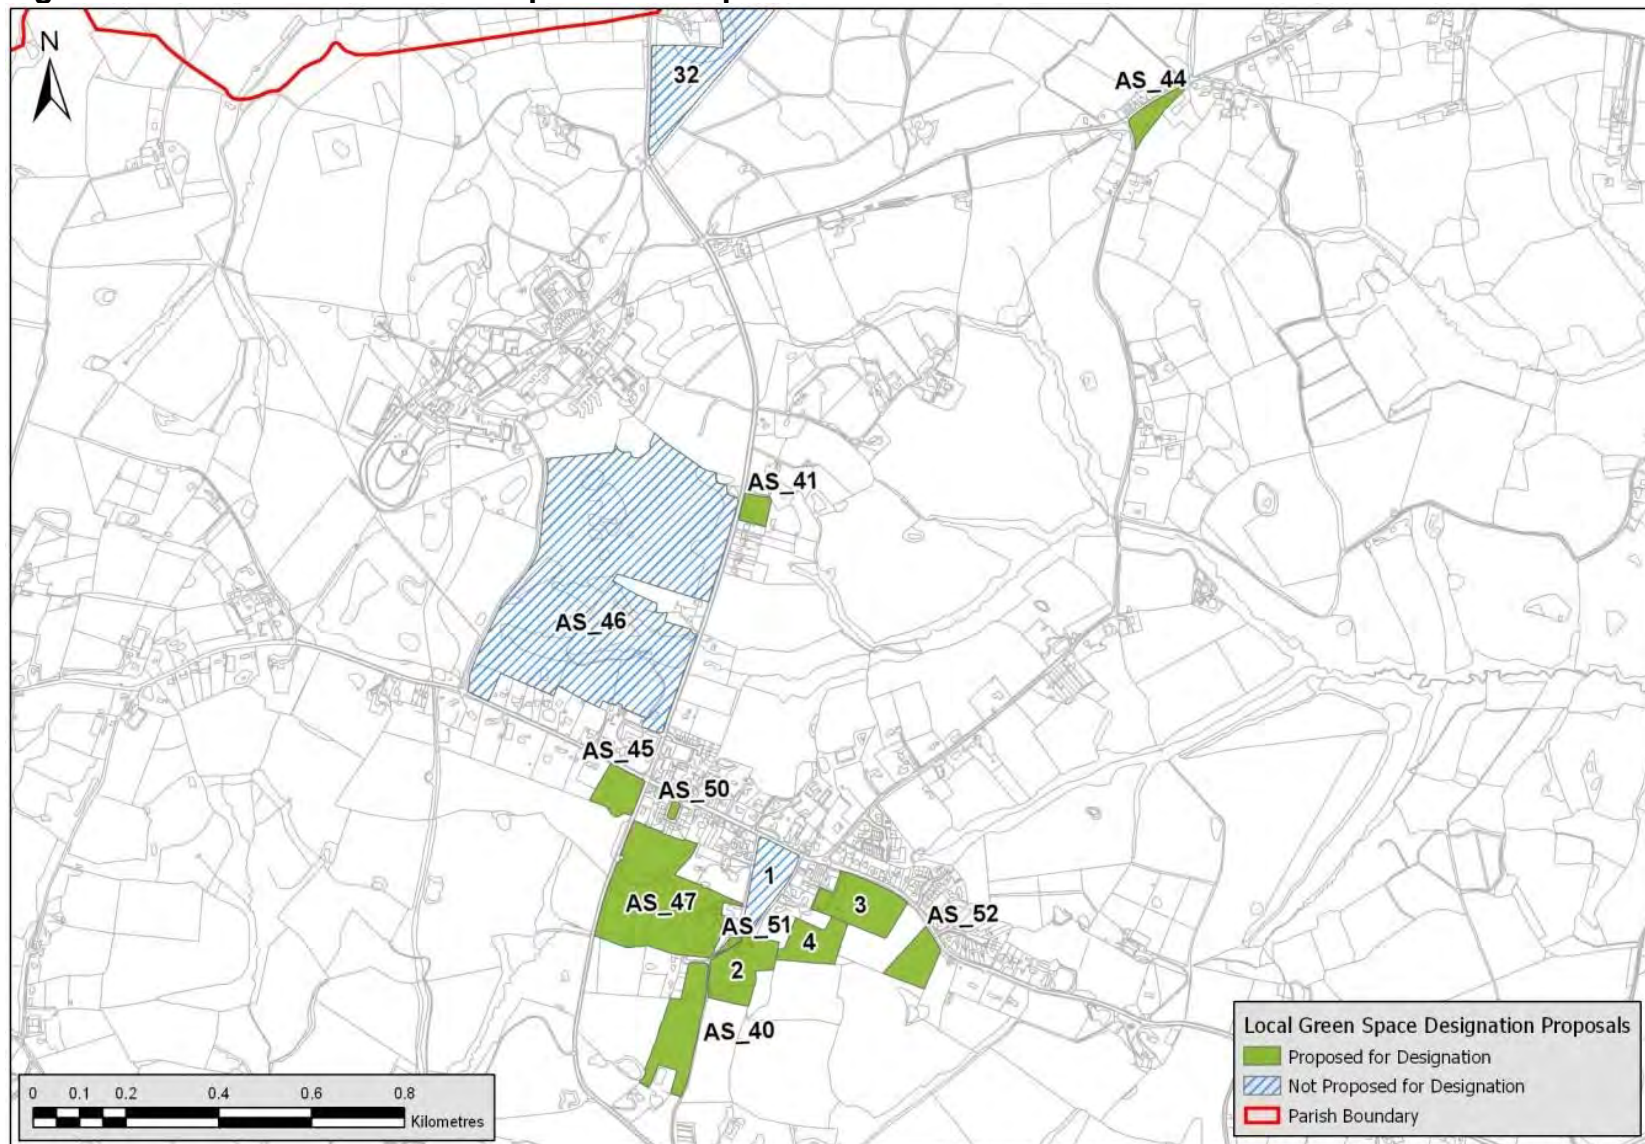 N
32
AS_44
AS_41
AS_46
AS_45
AS_50
1
AS_47
3
AS_51
AS_52
4
2
AS_40
Local Green Space Designation Proposals
Proposed for Designation
Not Proposed for Designation
Parish Boundary
0 0.1 0.2 0.4 0.6 0.8
Kilometres